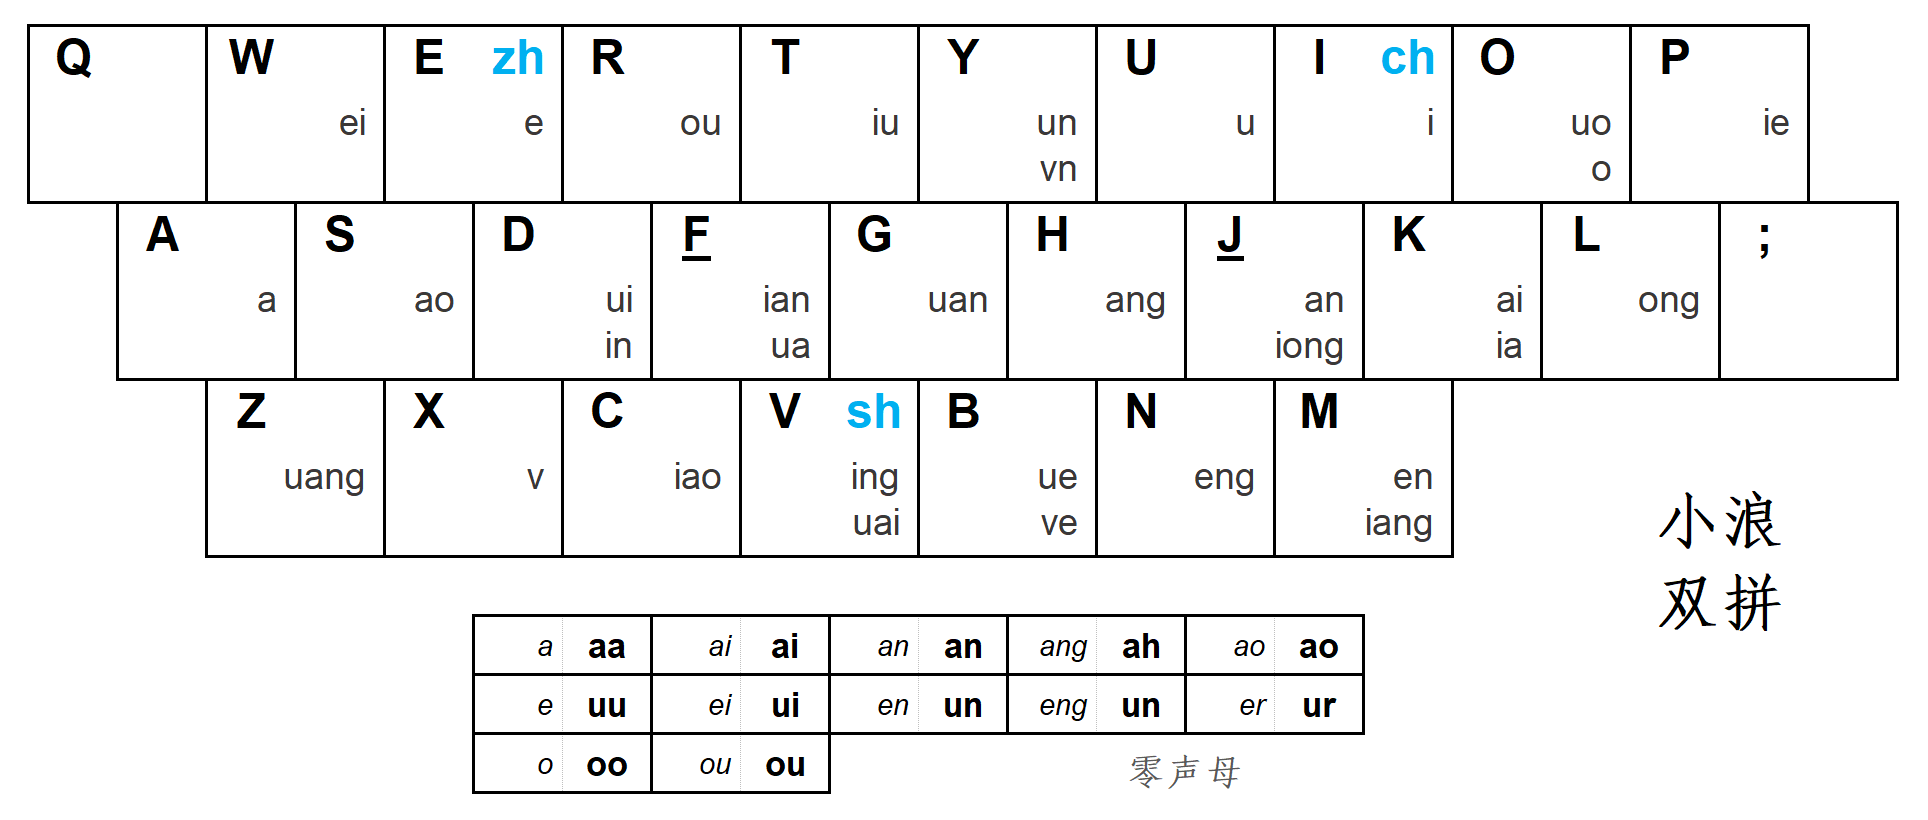 Q W E zh R T Y U I ch O P
ei e ou iu un u i uo ie
vn o
A S D F G H J K L ;
a ao ui ian uan ang an ai ong
in ua iong ia
Z X C V sh B N M
uang v iao ing ue eng en
uai ve iang
小浪
双拼
a aa ai ai an an ang ah ao ao
e uu ei ui en un eng un er ur
o oo ou ou
零声母